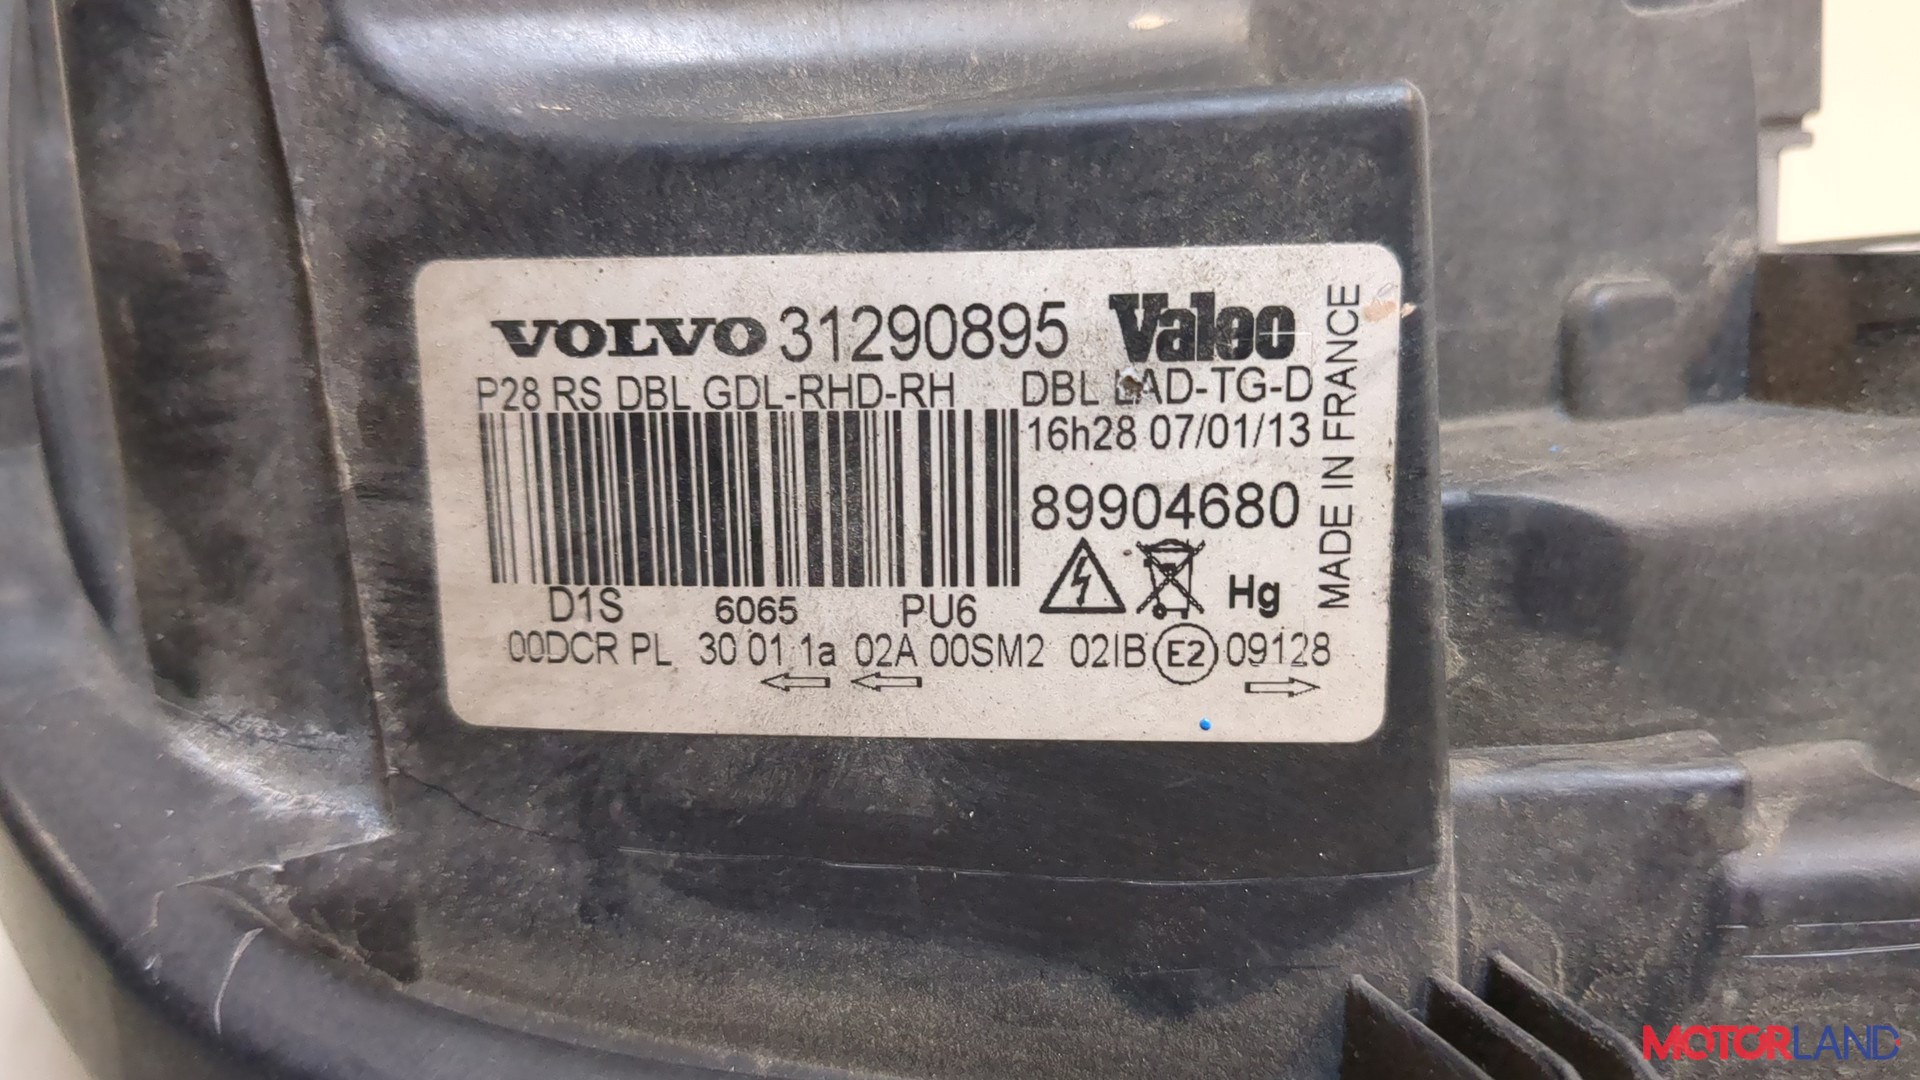 VOLVO 31290895 Valeo
P28 RS DBL GDL-RHD-RH DBL LAD-TG-D
16h28 07/01/13
89904680
D1S 6065 PU6 Hg
00DCR PL 30 01 1a 02A 00SM2 02IB E2 09128
MADE IN FRANCE
MOTORLAND